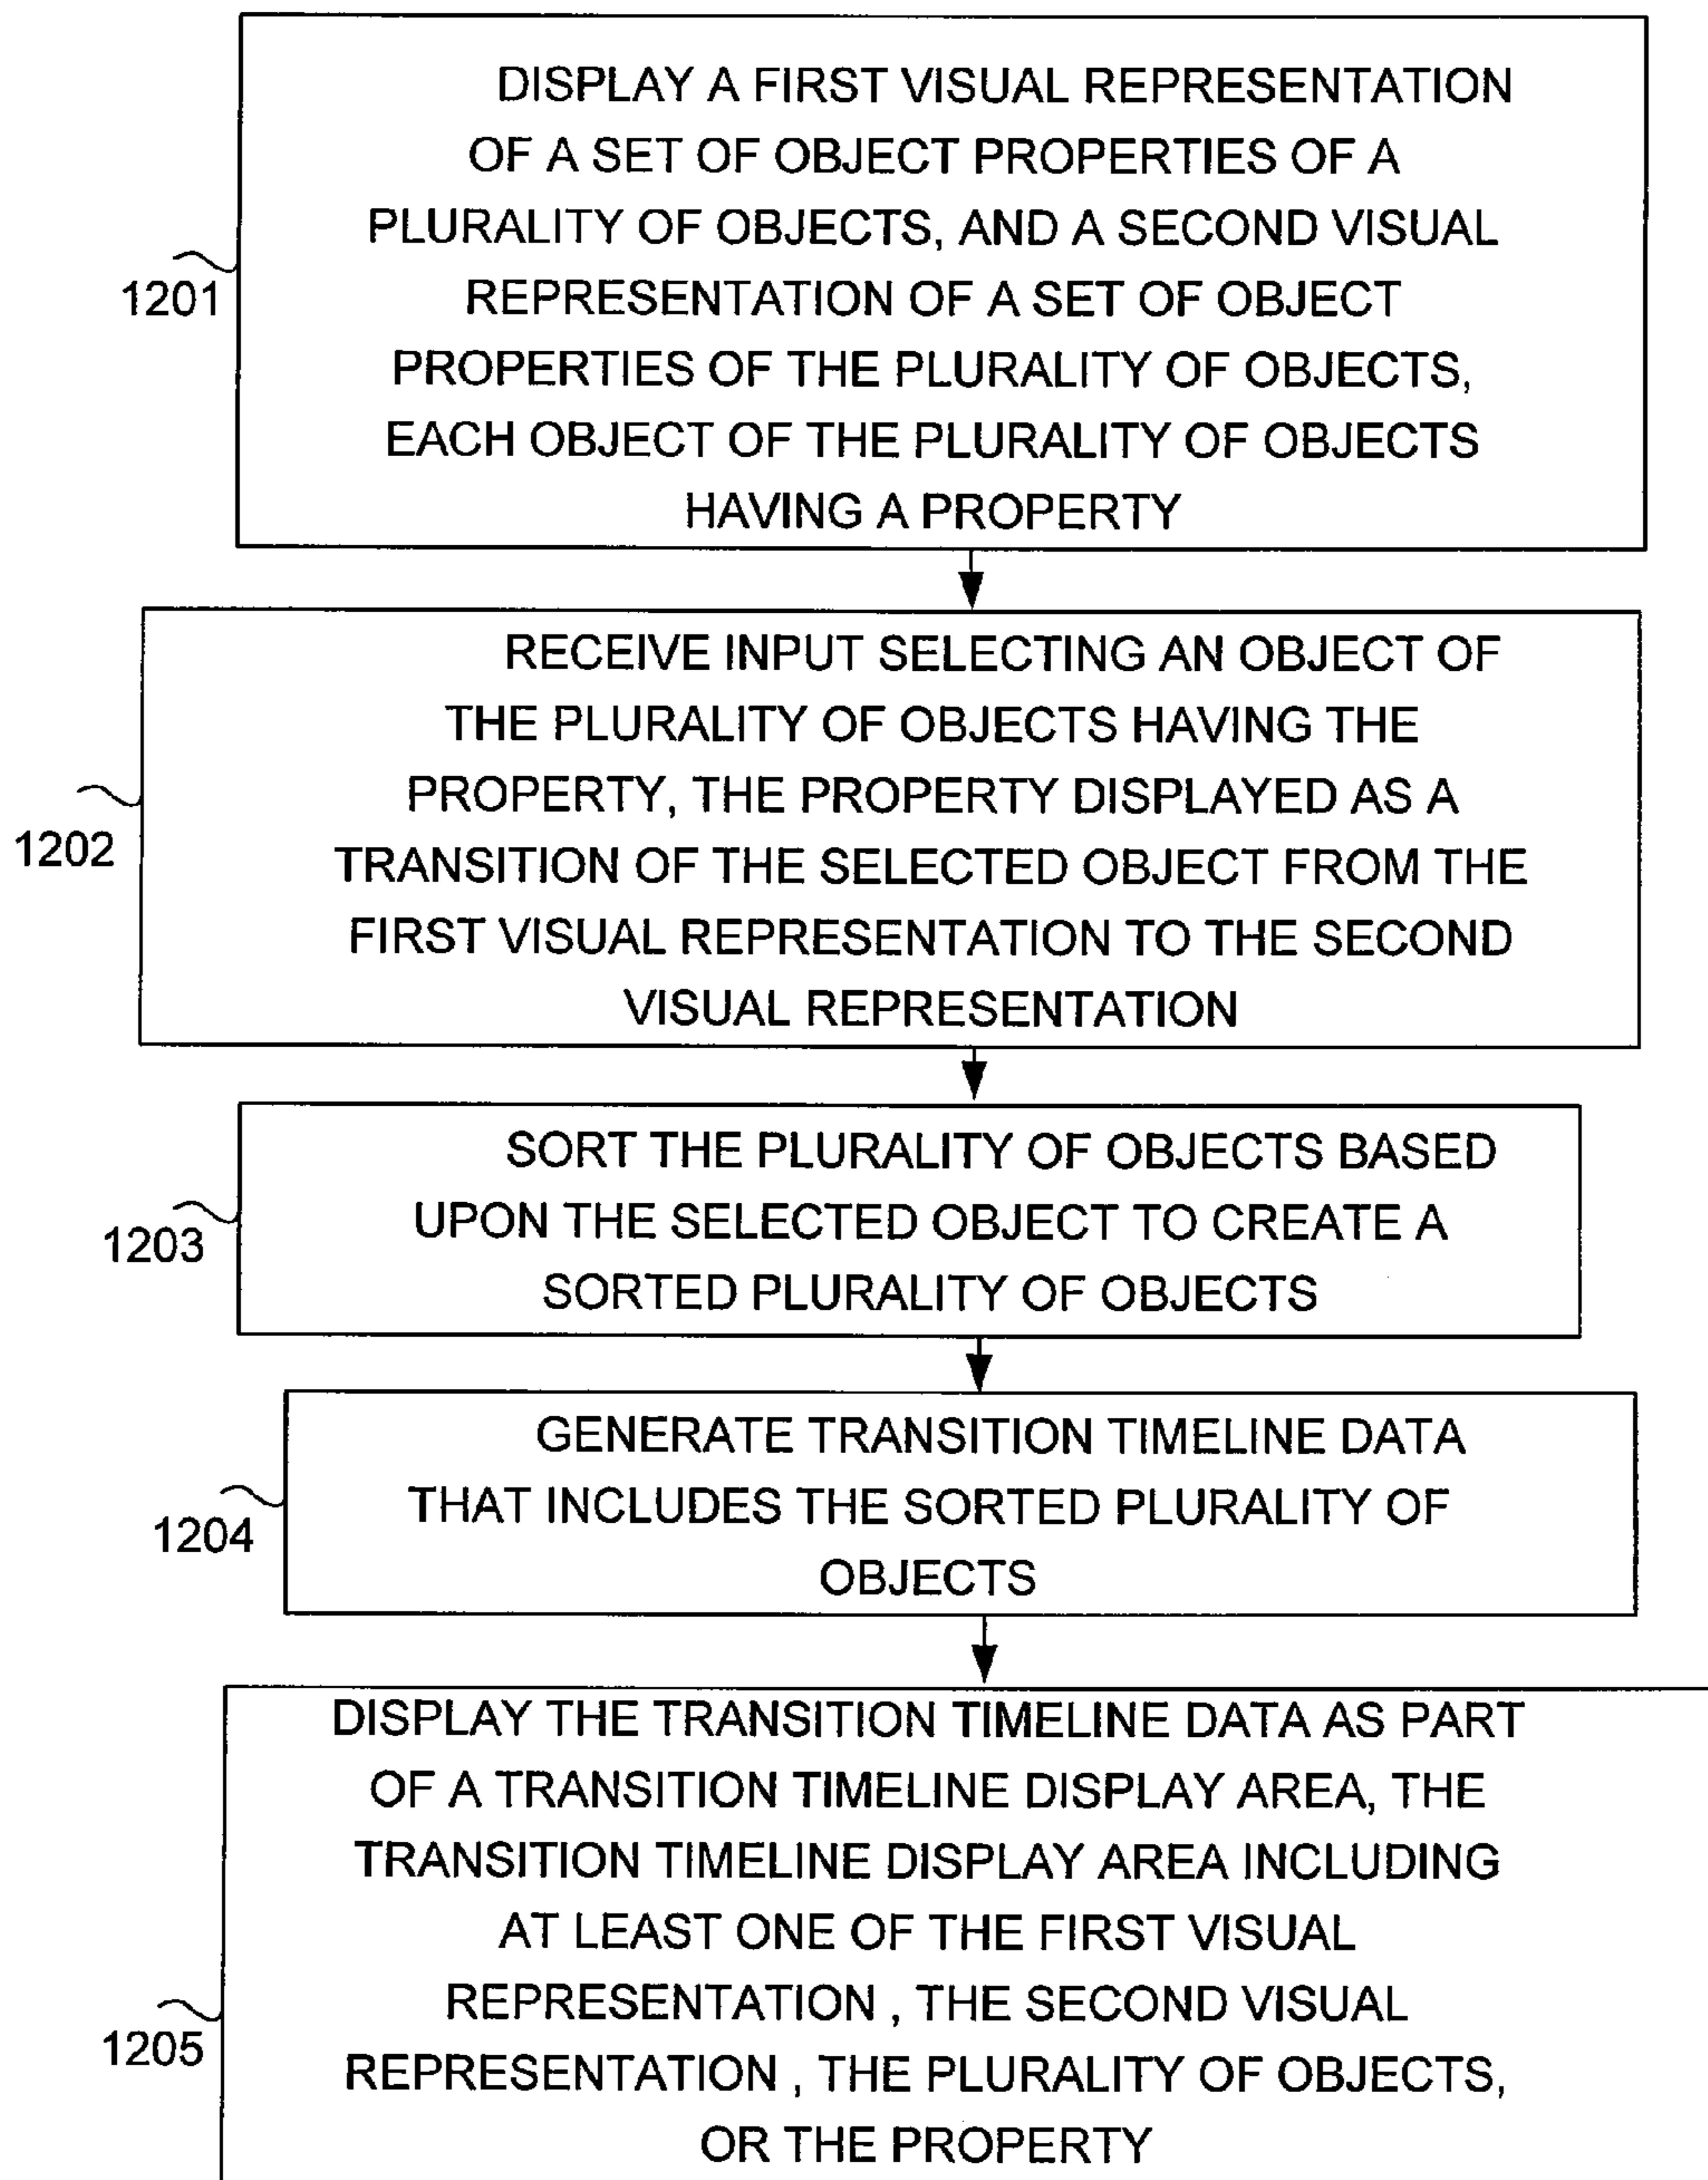 DISPLAY A FIRST VISUAL REPRESENTATION
OF A SET OF OBJECT PROPERTIES OF A
PLURALITY OF OBJECTS, AND A SECOND VISUAL
REPRESENTATION OF A SET OF OBJECT
PROPERTIES OF THE PLURALITY OF OBJECTS,
EACH OBJECT OF THE PLURALITY OF OBJECTS
HAVING A PROPERTY
1201
RECEIVE INPUT SELECTING AN OBJECT OF
THE PLURALITY OF OBJECTS HAVING THE
PROPERTY, THE PROPERTY DISPLAYED AS A
TRANSITION OF THE SELECTED OBJECT FROM THE
FIRST VISUAL REPRESENTATION TO THE SECOND
VISUAL REPRESENTATION
1202
SORT THE PLURALITY OF OBJECTS BASED
UPON THE SELECTED OBJECT TO CREATE A
SORTED PLURALITY OF OBJECTS
1203
GENERATE TRANSITION TIMELINE DATA
THAT INCLUDES THE SORTED PLURALITY OF
OBJECTS
1204
DISPLAY THE TRANSITION TIMELINE DATA AS PART
OF A TRANSITION TIMELINE DISPLAY AREA, THE
TRANSITION TIMELINE DISPLAY AREA INCLUDING
AT LEAST ONE OF THE FIRST VISUAL
REPRESENTATION , THE SECOND VISUAL
REPRESENTATION , THE PLURALITY OF OBJECTS,
OR THE PROPERTY
1205